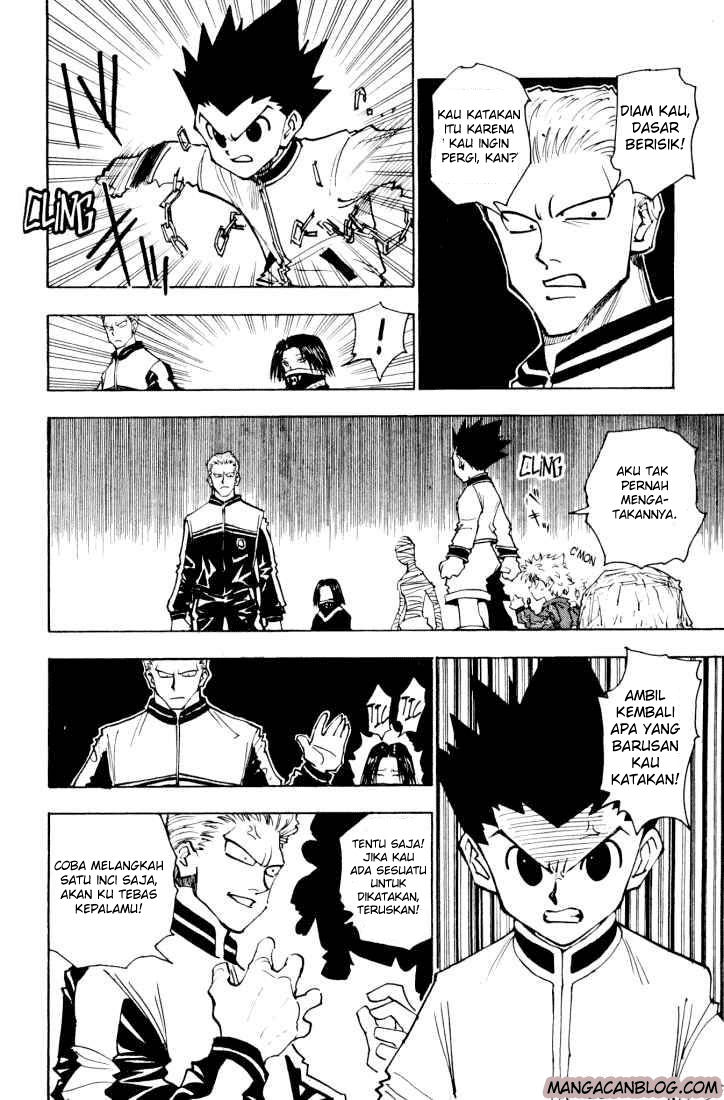 DIAM KAU,
DASAR
BERISIK!
KAU KATAKAN
ITU KARENA
KAU INGIN
PERGI, KAN?
CLING
!
CLING
AKU TAK
PERNAH
MENGA-
TAKANNYA.
C'MON
AMBIL
KEMBALI
APA YANG
BARUSAN
KAU
KATAKAN!
TENTU SAJA!
JIKA KAU
ADA SESUATU
UNTUK
DIKATAKAN,
TERUSKAN!
COBA MELANGKAH
SATU INCI SAJA,
AKAN KU TEBAS
KEPALAMU!
MANGACANBLOG.COM